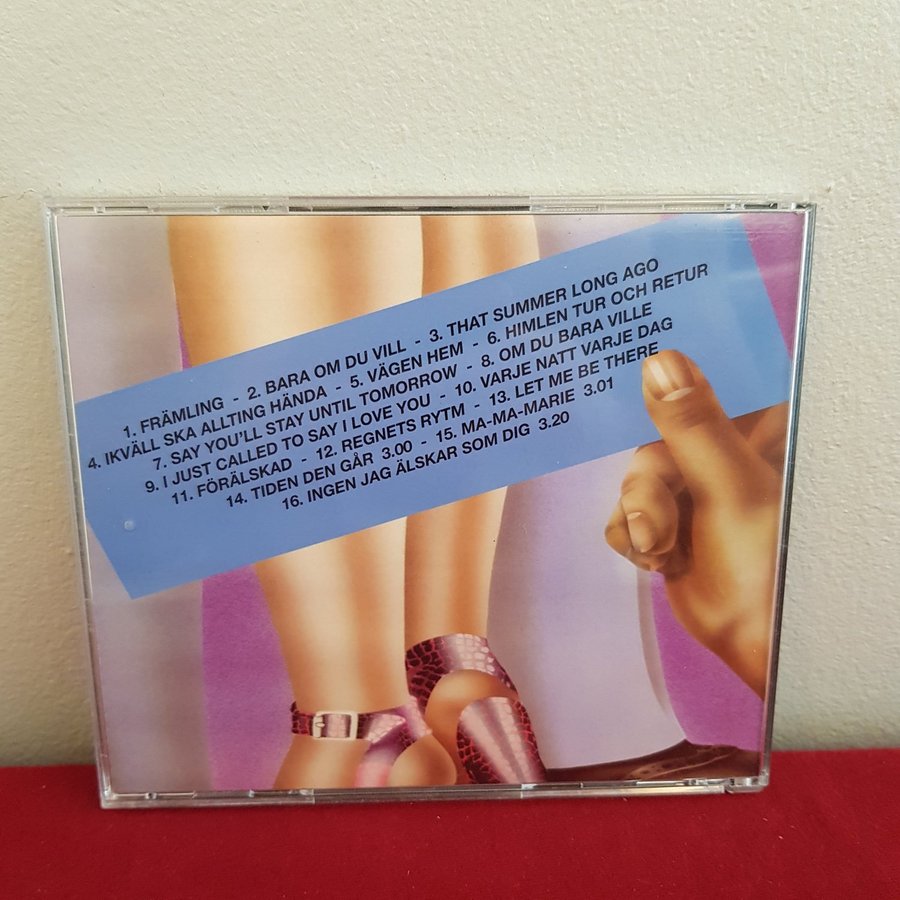 1. FRÄMLING - 2. BARA OM DU VILL - 3. THAT SUMMER LONG AGO
4. IKVÄLL SKA ALLTING HÄNDA - 5. VÄGEN HEM - 6. HIMLEN TUR OCH RETUR
7. SAY YOU'LL STAY UNTIL TOMORROW - 8. OM DU BARA VILLE
9. I JUST CALLED TO SAY I LOVE YOU - 10. VARJE NATT VARJE DAG
11. FÖRÄLSKAD - 12. REGNETS RYTM - 13. LET ME BE THERE
14. TIDEN DEN GÅR 3.00 - 15. MA-MA-MARIE 3.01
16. INGEN JAG ÄLSKAR SOM DIG 3.20